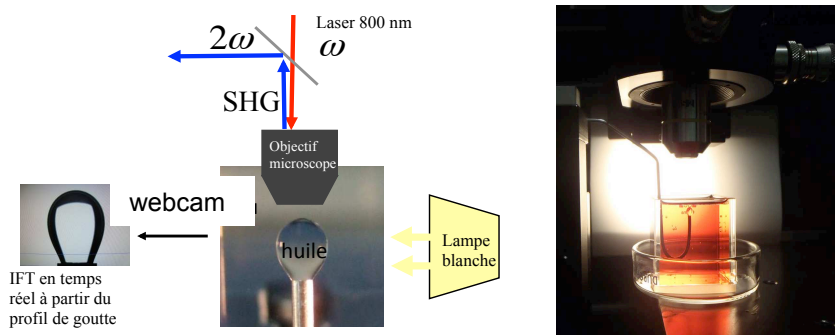 2ω
Laser 800 nm
ω
SHG
Objectif
microscope
webcam
huile
Lampe
blanche
IFT en temps
réel à partir du
profil de goutte